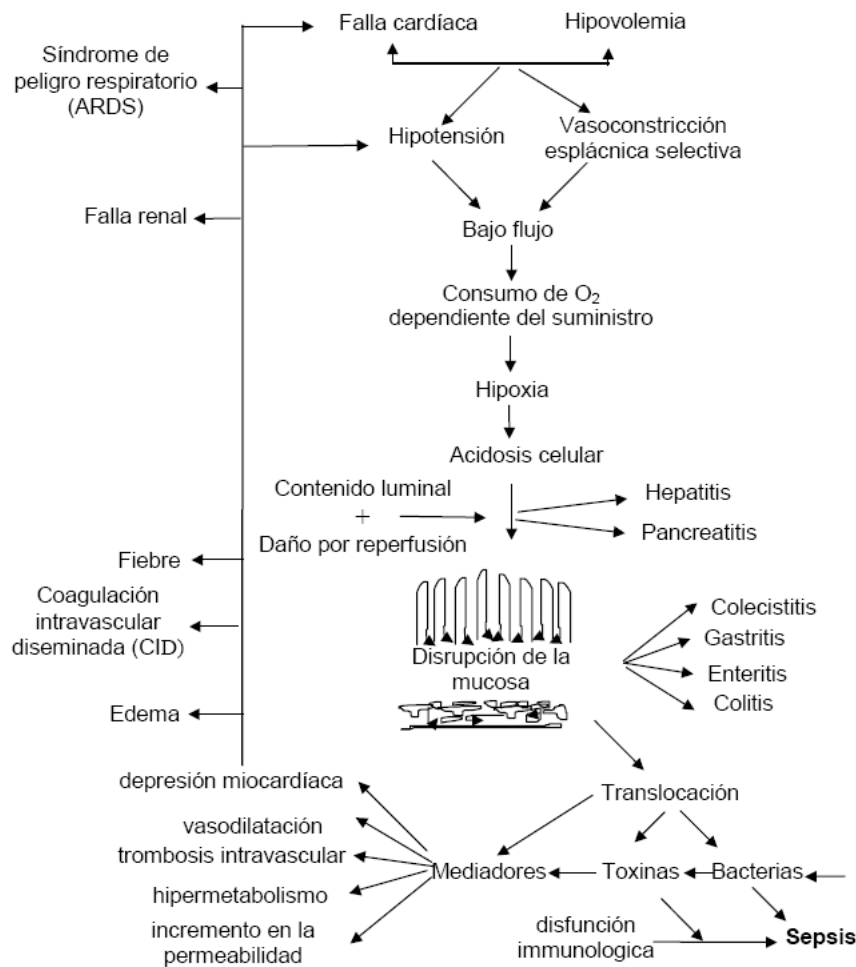 Falla cardíaca
Hipovolemia
Síndrome de
peligro respiratorio
(ARDS)
Hipotensión
Vasoconstricción
esplácnica selectiva
Falla renal
Bajo flujo
Consumo de O₂
dependiente del suministro
Hipoxia
Acidosis celular
Contenido luminal
+
Daño por reperfusión
Hepatitis
Pancreatitis
Fiebre
Coagulación
intravascular
diseminada (CID)
Disrupción de la
mucosa
Colecistitis
Gastritis
Enteritis
Colitis
Edema
depresión miocardíaca
vasodilatación
trombosis intravascular
hipermetabolismo
incremento en la
permeabilidad
Translocación
Mediadores
Toxinas
Bacterias
disfunción
immunologica
Sepsis